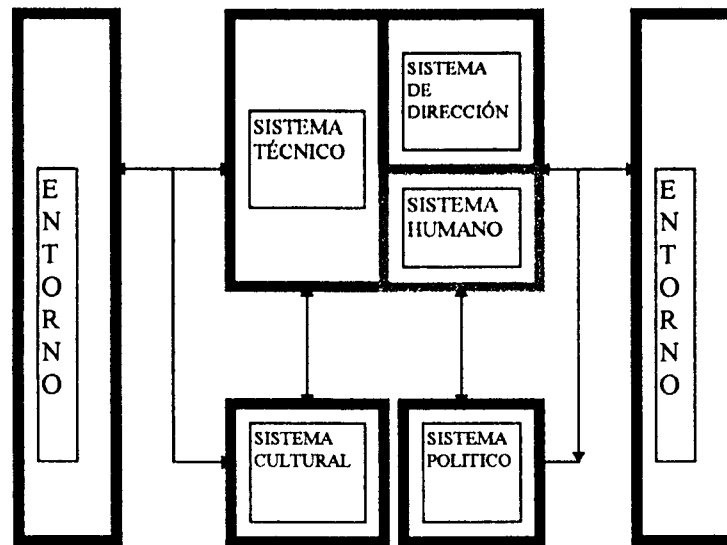 E
N
T
O
R
N
O
SISTEMA
TÉCNICO
SISTEMA
DE
DIRECCIÓN
SISTEMA
HUMANO
SISTEMA
CULTURAL
SISTEMA
POLITICO
E
N
T
O
R
N
O